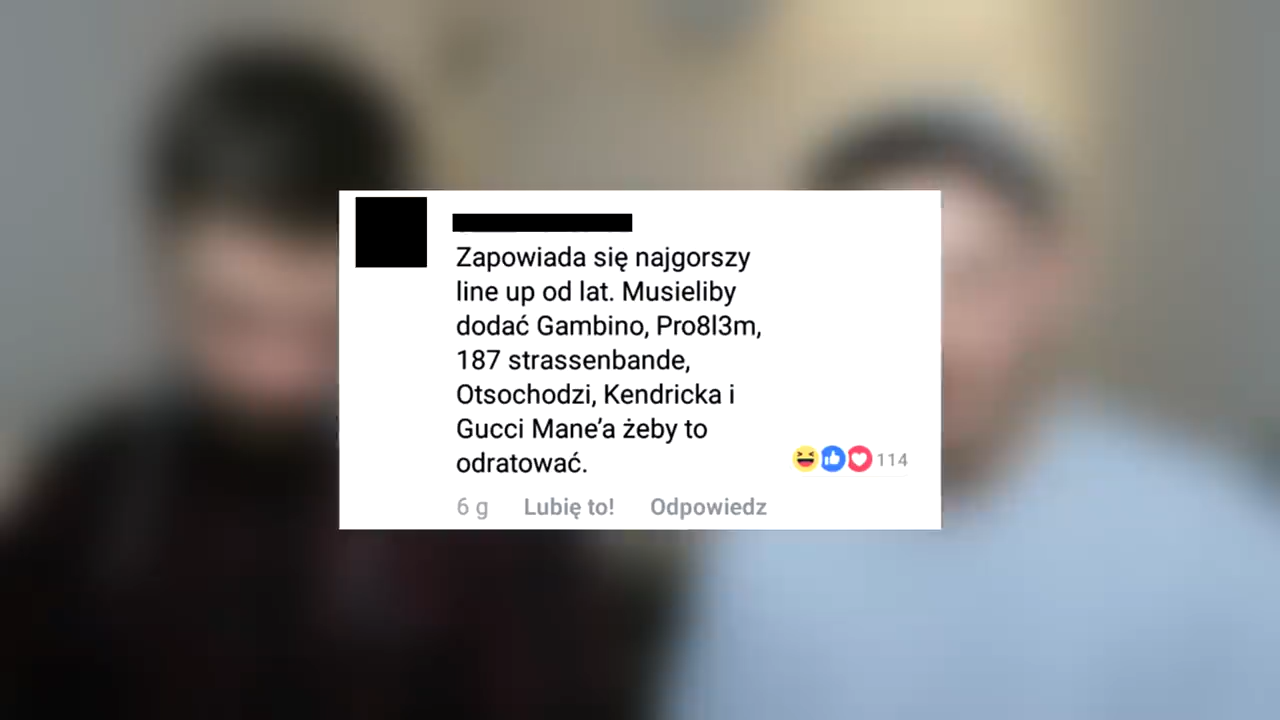 Zapowiada się najgorszy
line up od lat. Musieliby
dodać Gambino, Pro8l3m,
187 strassenbande,
Otsochodzi, Kendricka i
Gucci Mane’a żeby to
odratować.
114
6 g Lubię to! Odpowiedz